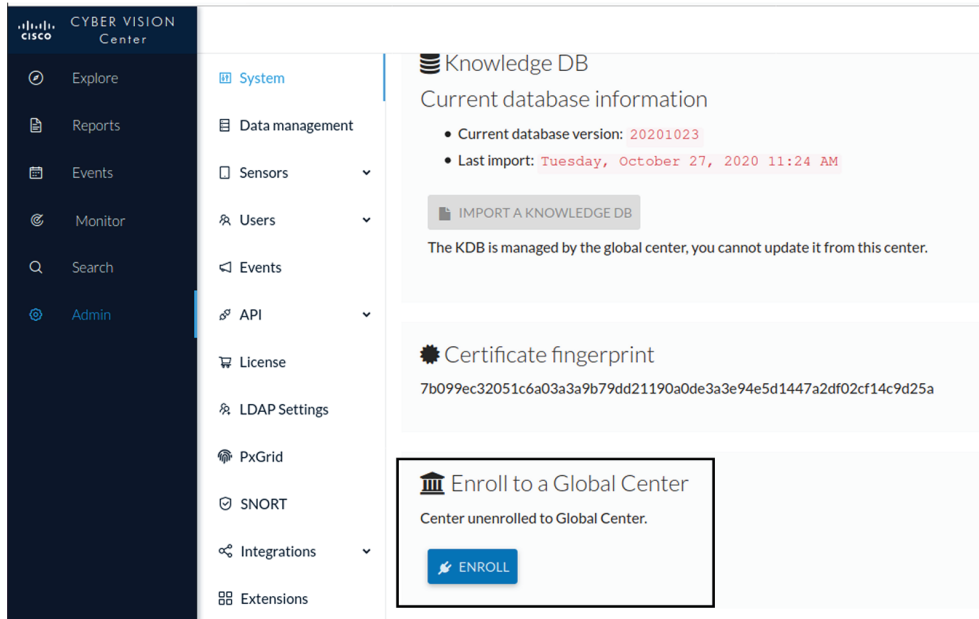 CYBER VISION
Center
CISCO
Explore
Reports
Events
Monitor
Search
Admin
System
Data management
Sensors
Users
Events
API
License
LDAP Settings
PxGrid
SNORT
Integrations
Extensions
Knowledge DB
Current database information
Current database version: 20201023
Last import: Tuesday, October 27, 2020 11:24 AM
IMPORT A KNOWLEDGE DB
The KDB is managed by the global center, you cannot update it from this center.
Certificate fingerprint
7b099ec32051c6a03a3a9b79dd21190a0de3a3e94e5d1447a2df02cf14c9d25a
Enroll to a Global Center
Center unenrolled to Global Center.
ENROLL